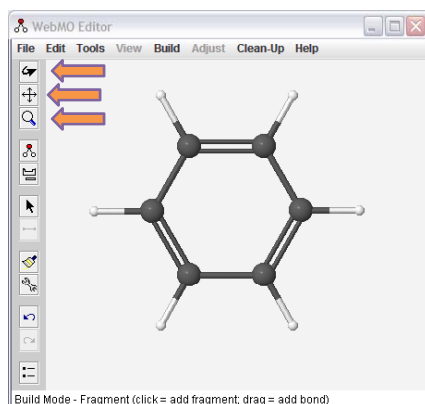 WebMO Editor
File Edit Tools View Build Adjust Clean-Up Help
Build Mode - Fragment (click = add fragment; drag = add bond)